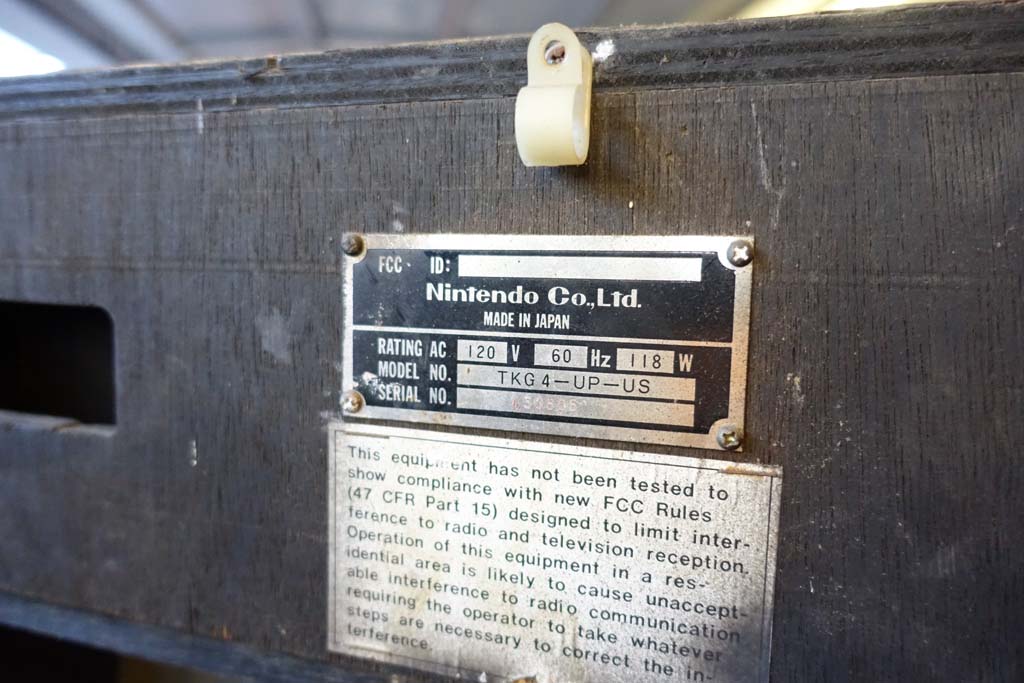 FCC ID:
Nintendo Co.,Ltd.
MADE IN JAPAN
RATING AC 120 V 60 Hz 118 W
MODEL NO. TKG4-UP-US
SERIAL NO.
This equipment has not been tested to
show compliance with new FCC Rules
(47 CFR Part 15) designed to limit inter-
ference to radio and television reception.
Operation of this equipment in a res-
idential area is likely to cause unaccept-
able interference to radio communication
requiring the operator to take whatever
steps are necessary to correct the in-
terference.